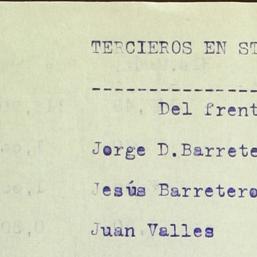 TERCIEROS EN ST
--------------------
Del frent
Jorge D.Barrete
Jesús Barretero
Juan Valles